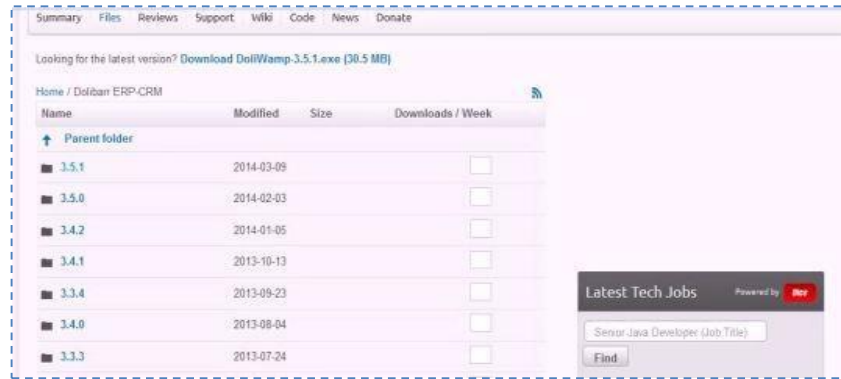 Summary Files Reviews Support Wiki Code News Donate
Looking for the latest version? Download DoliWamp-3.5.1.exe (30.5 MB)
Home / Dolibarr ERP-CRM
Name Modified Size Downloads / Week
Parent folder
3.5.1 2014-03-09
3.5.0 2014-02-03
3.4.2 2014-01-05
3.4.1 2013-10-13
3.3.4 2013-09-23
3.4.0 2013-08-04
3.3.3 2013-07-24
Latest Tech Jobs Powered by
Senior Java Developer (Job Title)
Find